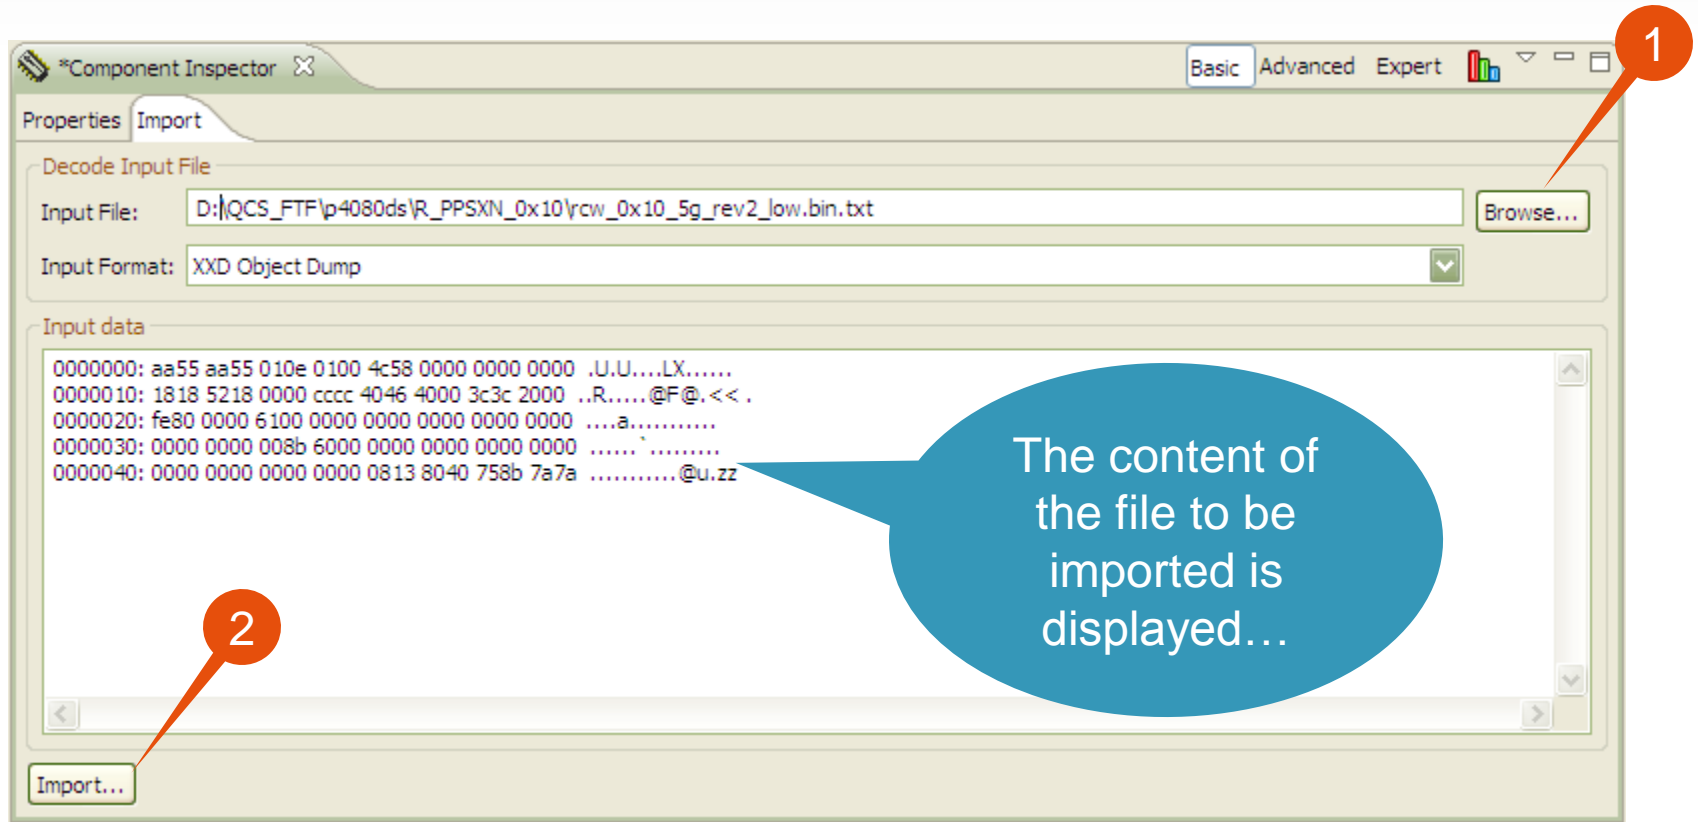 1
*Component Inspector
Basic Advanced Expert
Properties Import
Decode Input File
Input File: D:\QCS_FTF\p4080ds\R_PPSXN_0x10\rcw_0x10_5g_rev2_low.bin.txt Browse...
Input Format: XXD Object Dump
Input data
0000000: aa55 aa55 010e 0100 4c58 0000 0000 0000 .U.U....LX......
0000010: 1818 5218 0000 cccc 4046 4000 3c3c 2000 ..R.....@F@.<< .
0000020: fe80 0000 6100 0000 0000 0000 0000 0000 ....a...........
0000030: 0000 0000 008b 6000 0000 0000 0000 0000 ......`.........
0000040: 0000 0000 0000 0000 0813 8040 758b 7a7a ...........@u.zz
The content of
the file to be
imported is
displayed…
2
Import...